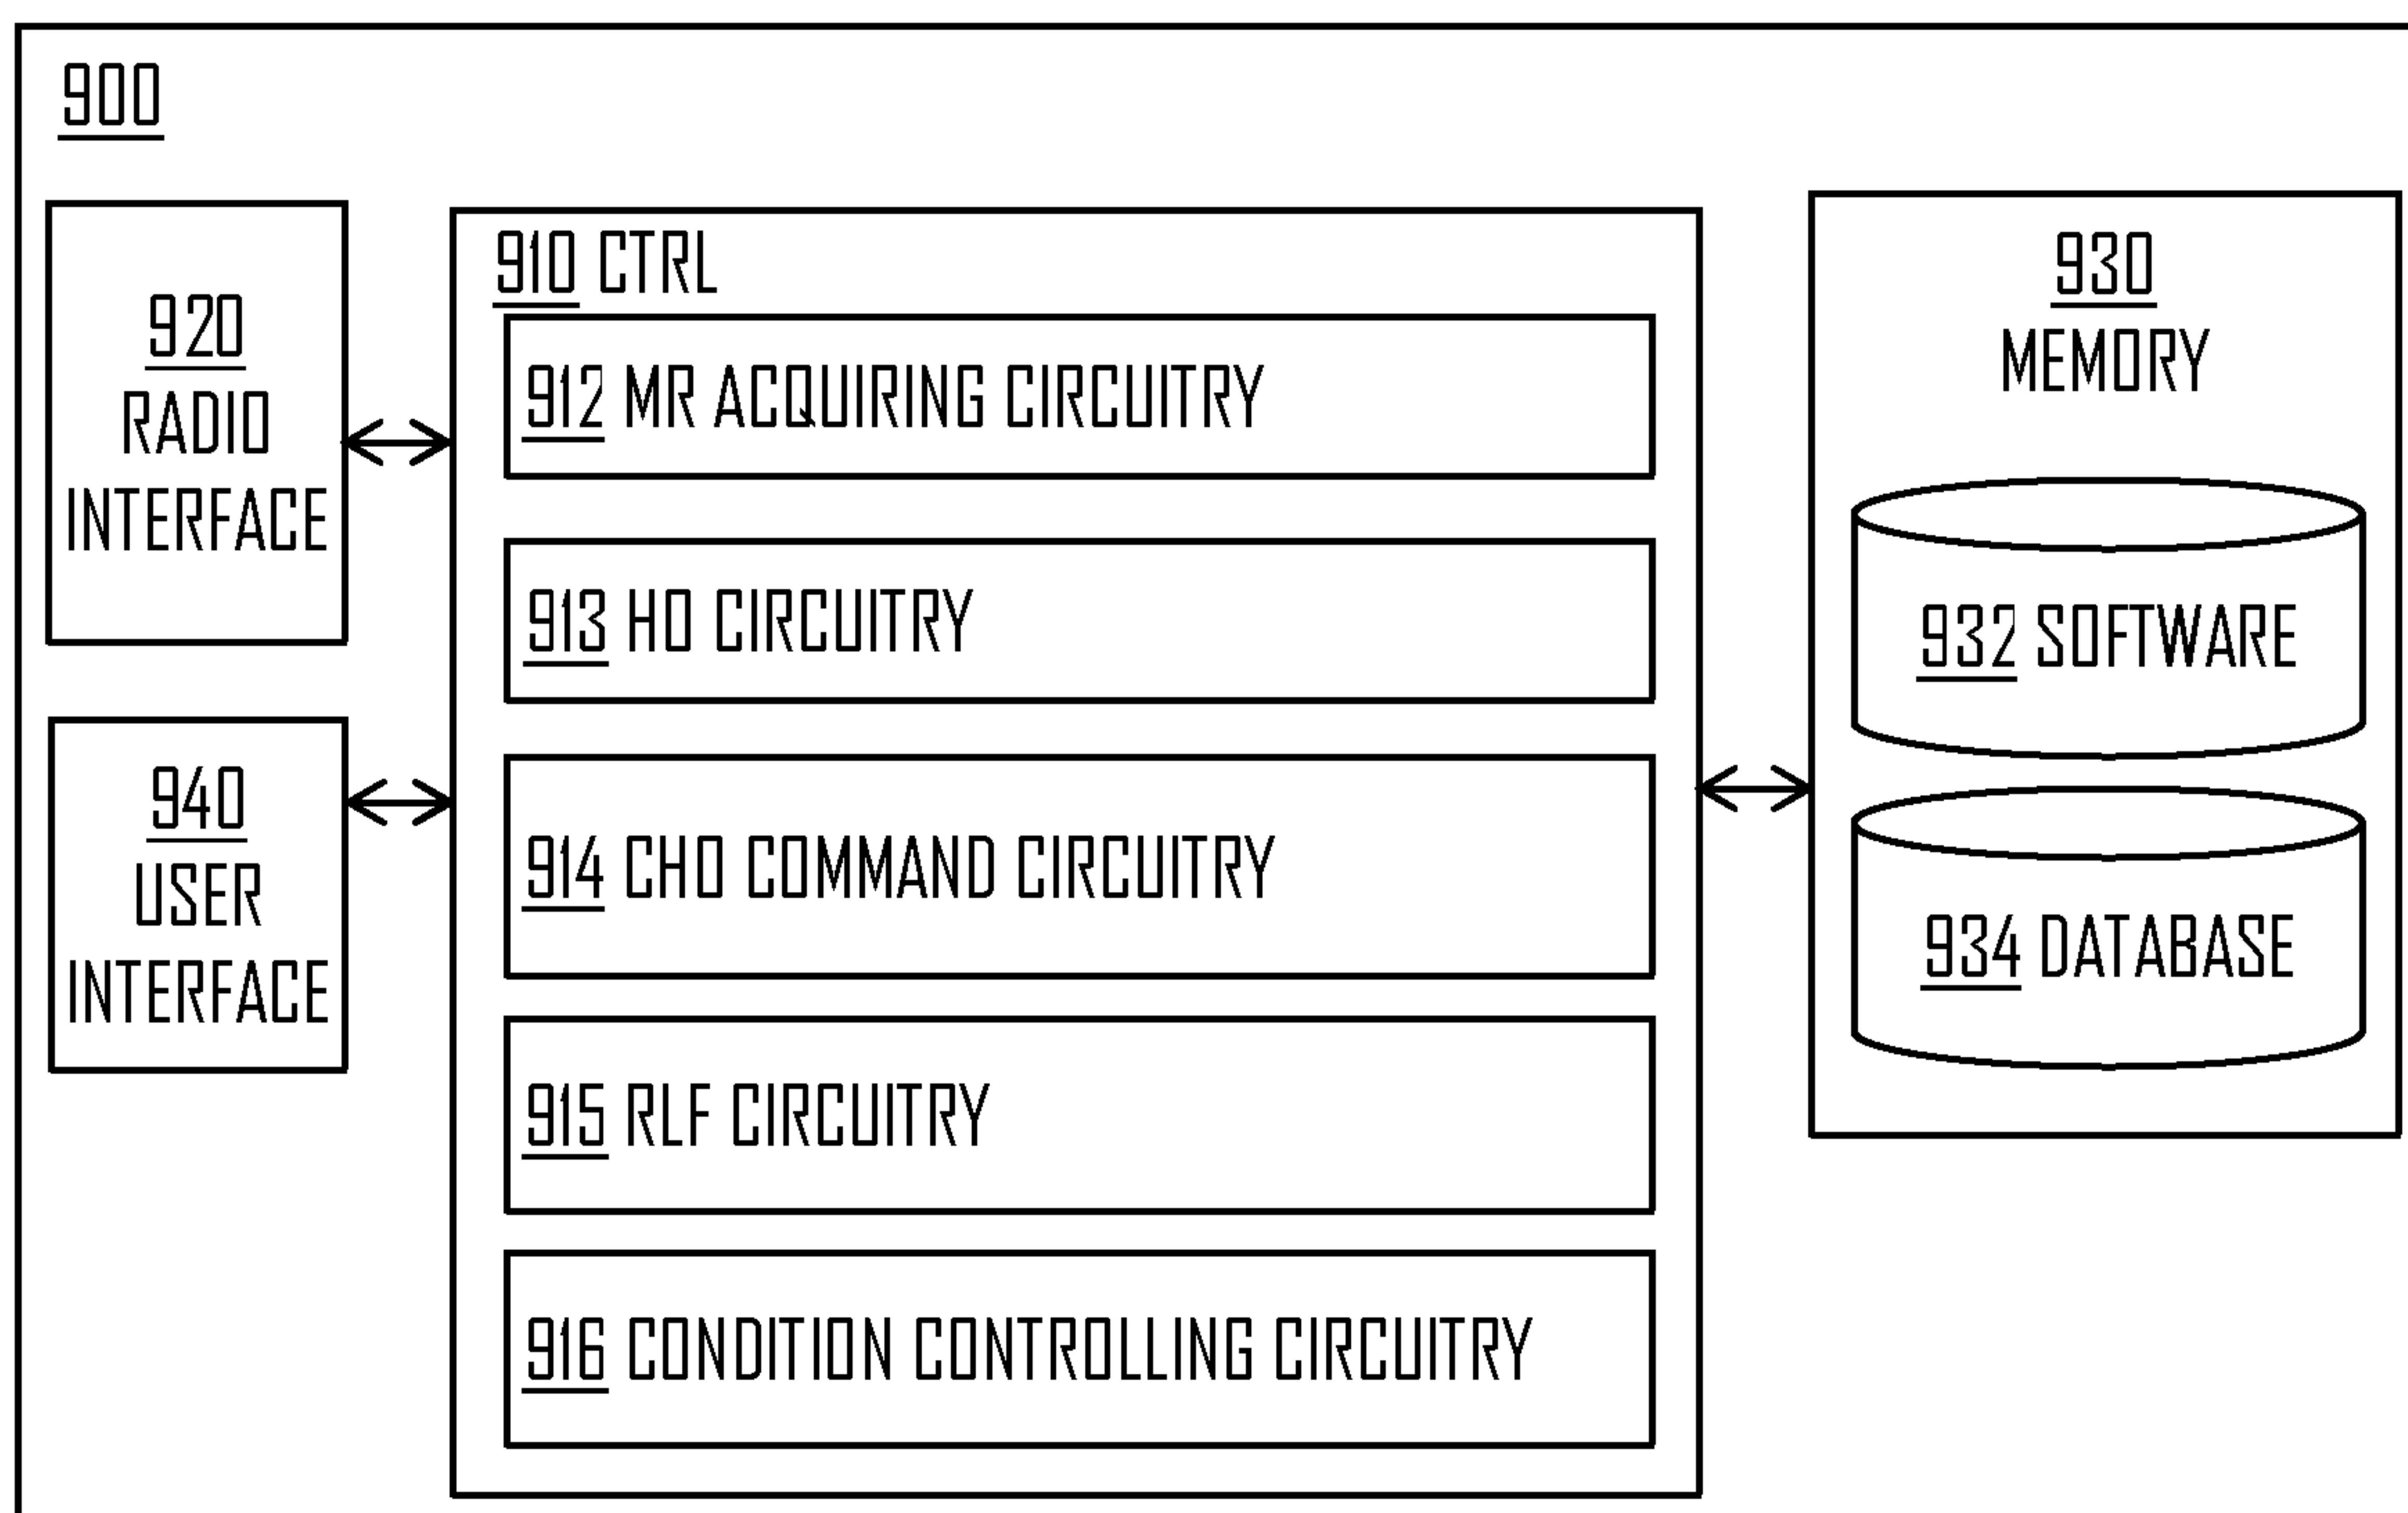 900
920
RADIO
INTERFACE
940
USER
INTERFACE
910 CTRL
912 MR ACQUIRING CIRCUITRY
913 HO CIRCUITRY
914 CHO COMMAND CIRCUITRY
915 RLF CIRCUITRY
916 CONDITION CONTROLLING CIRCUITRY
930
MEMORY
932 SOFTWARE
934 DATABASE